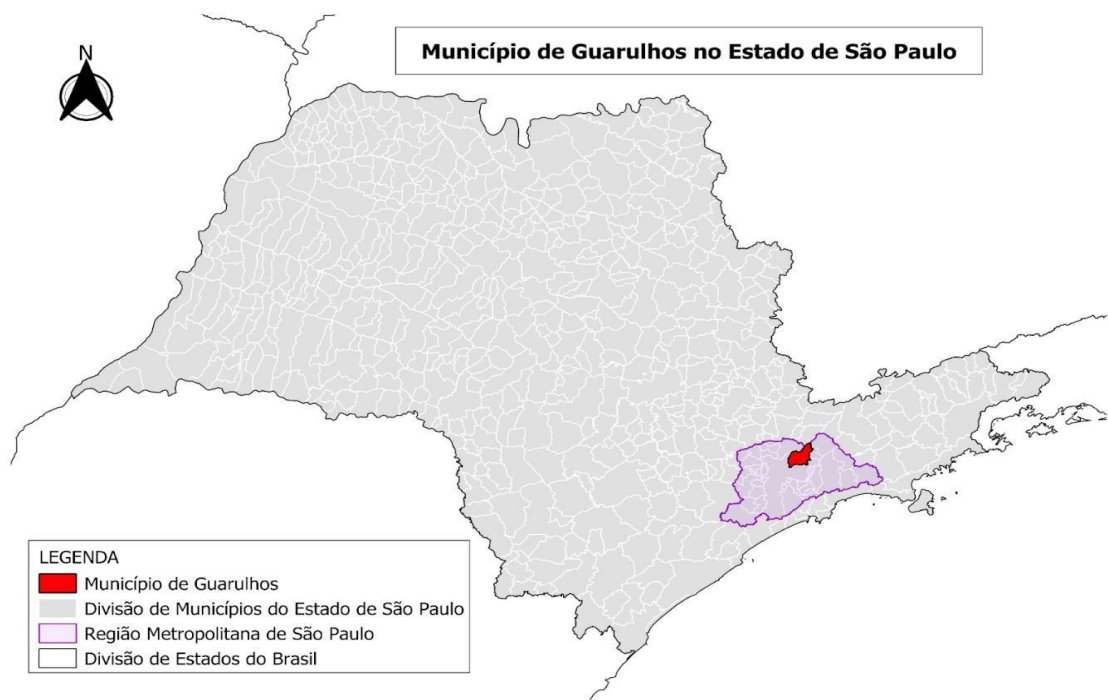 N
Município de Guarulhos no Estado de São Paulo
LEGENDA
Município de Guarulhos
Divisão de Municípios do Estado de São Paulo
Região Metropolitana de São Paulo
Divisão de Estados do Brasil